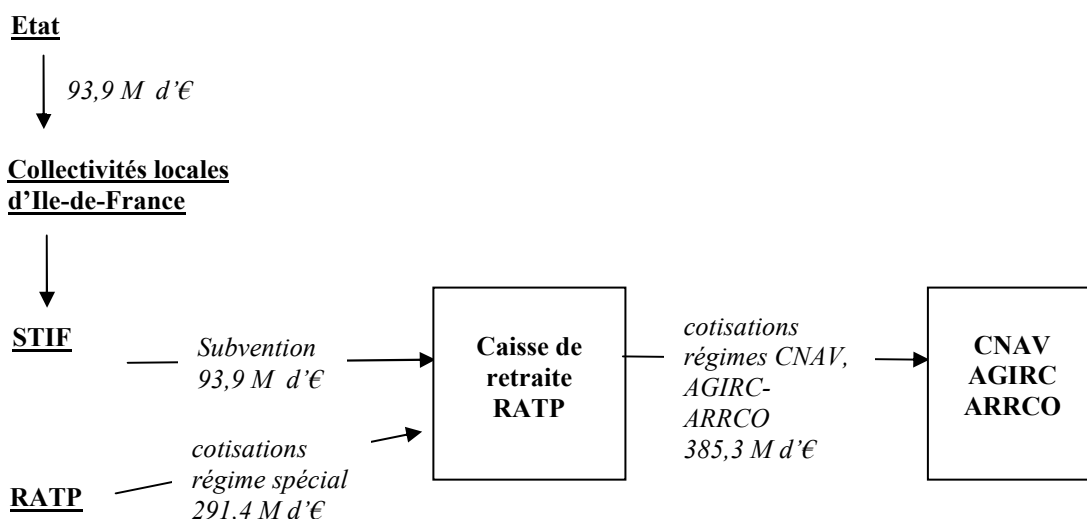 Etat
93,9 M d’€
Collectivités locales
d’Ile-de-France
STIF
Subvention
93,9 M d’€
RATP
cotisations
régime spécial
291,4 M d’€
Caisse de
retraite
RATP
cotisations
régimes CNAV,
AGIRC-
ARRCO
385,3 M d’€
CNAV
AGIRC
ARRCO